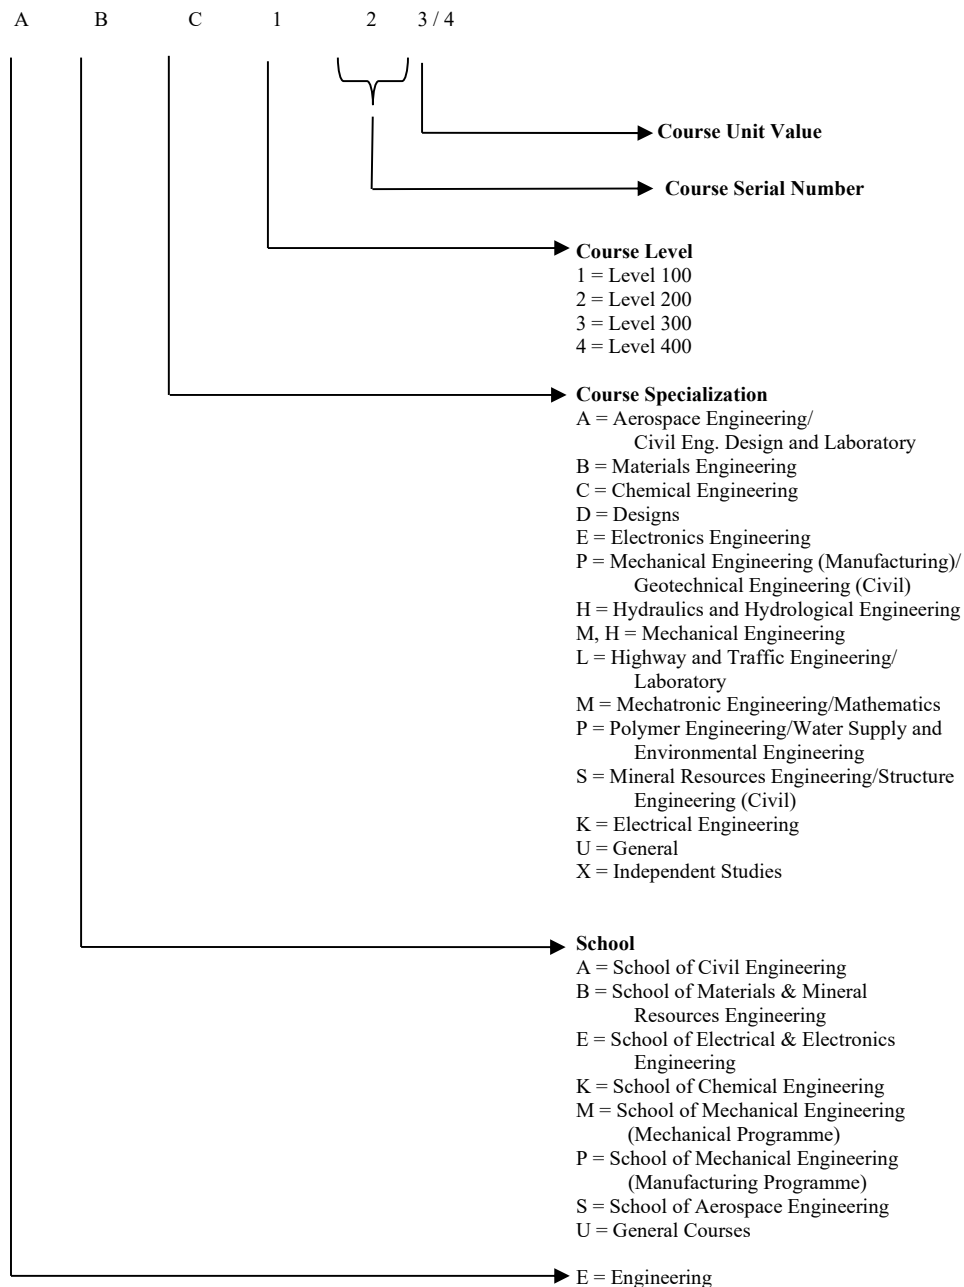 A B C 1 2 3 / 4
Course Unit Value
Course Serial Number
Course Level
1 = Level 100
2 = Level 200
3 = Level 300
4 = Level 400
Course Specialization
A = Aerospace Engineering/
Civil Eng. Design and Laboratory
B = Materials Engineering
C = Chemical Engineering
D = Designs
E = Electronics Engineering
P = Mechanical Engineering (Manufacturing)/
Geotechnical Engineering (Civil)
H = Hydraulics and Hydrological Engineering
M, H = Mechanical Engineering
L = Highway and Traffic Engineering/
Laboratory
M = Mechatronic Engineering/Mathematics
P = Polymer Engineering/Water Supply and
Environmental Engineering
S = Mineral Resources Engineering/Structure
Engineering (Civil)
K = Electrical Engineering
U = General
X = Independent Studies
School
A = School of Civil Engineering
B = School of Materials & Mineral
Resources Engineering
E = School of Electrical & Electronics
Engineering
K = School of Chemical Engineering
M = School of Mechanical Engineering
(Mechanical Programme)
P = School of Mechanical Engineering
(Manufacturing Programme)
S = School of Aerospace Engineering
U = General Courses
E = Engineering